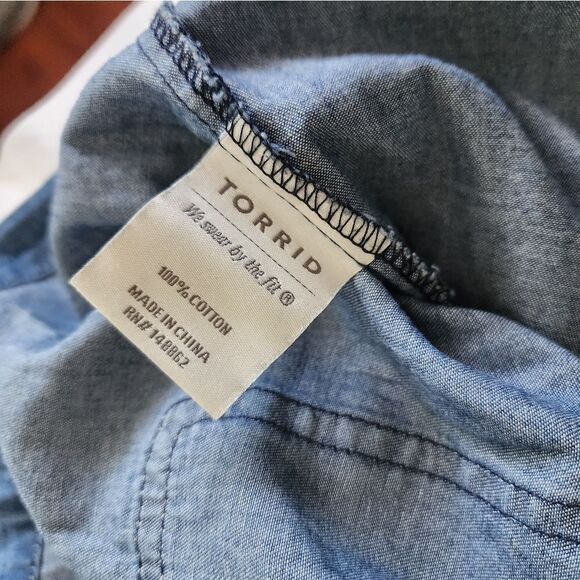 TORRID
We swear by the fit®
100% COTTON
MADE IN CHINA
RN# 148862